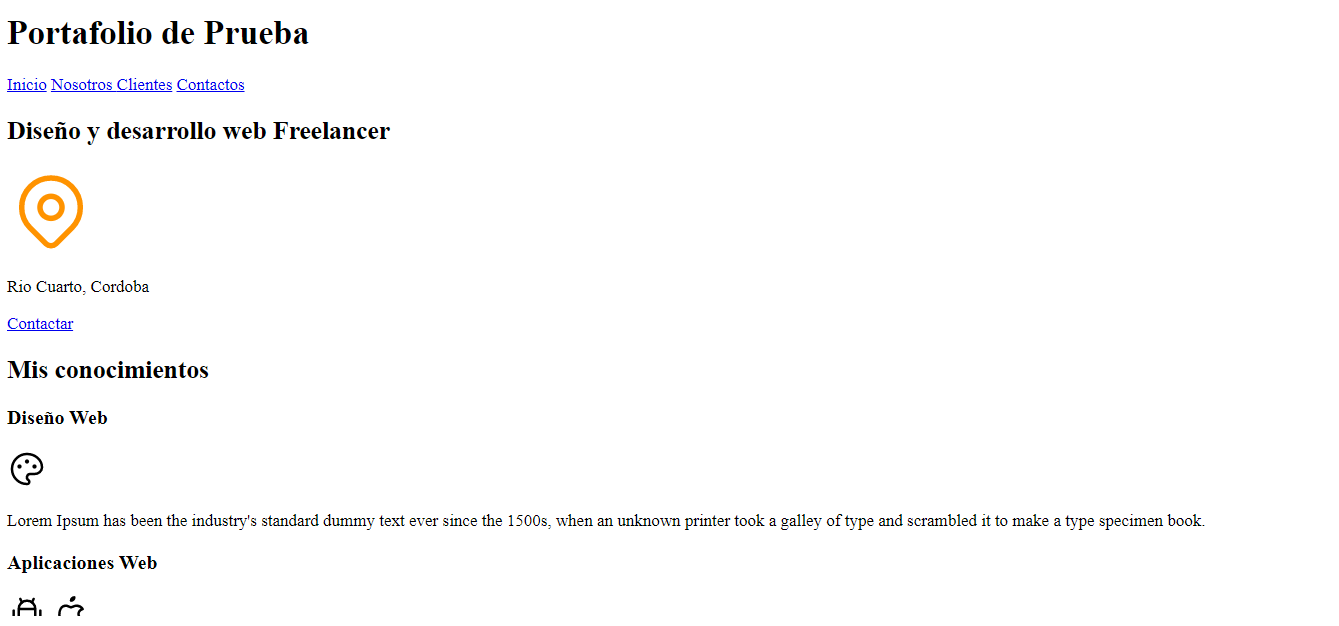 Portafolio de Prueba
Inicio Nosotros Clientes Contactos
Diseño y desarrollo web Freelancer
Rio Cuarto, Cordoba
Contactar
Mis conocimientos
Diseño Web
Lorem Ipsum has been the industry's standard dummy text ever since the 1500s, when an unknown printer took a galley of type and scrambled it to make a type specimen book.
Aplicaciones Web